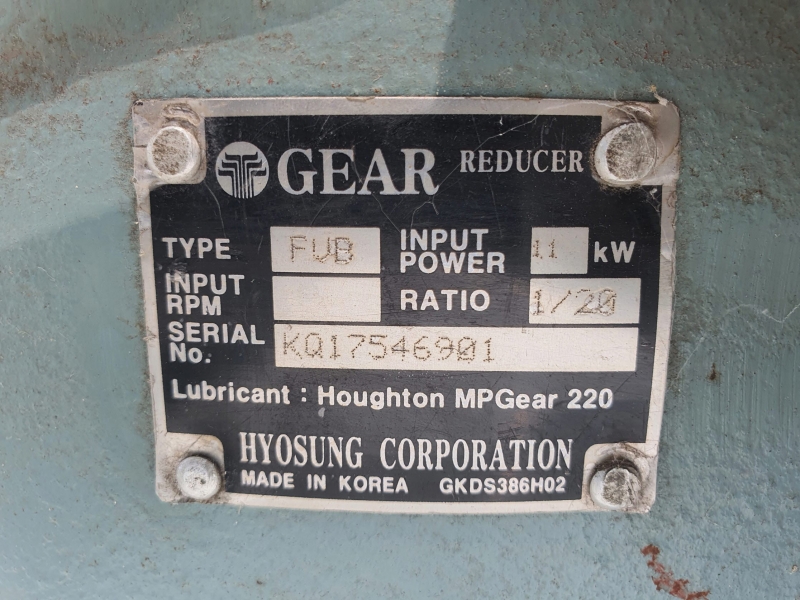 GEAR REDUCER
TYPE FVB INPUT POWER 11 kW
INPUT RPM RATIO 1/20
SERIAL No. KQ17546901
Lubricant : Houghton MPGear 220
HYOSUNG CORPORATION
MADE IN KOREA GKDS386H02